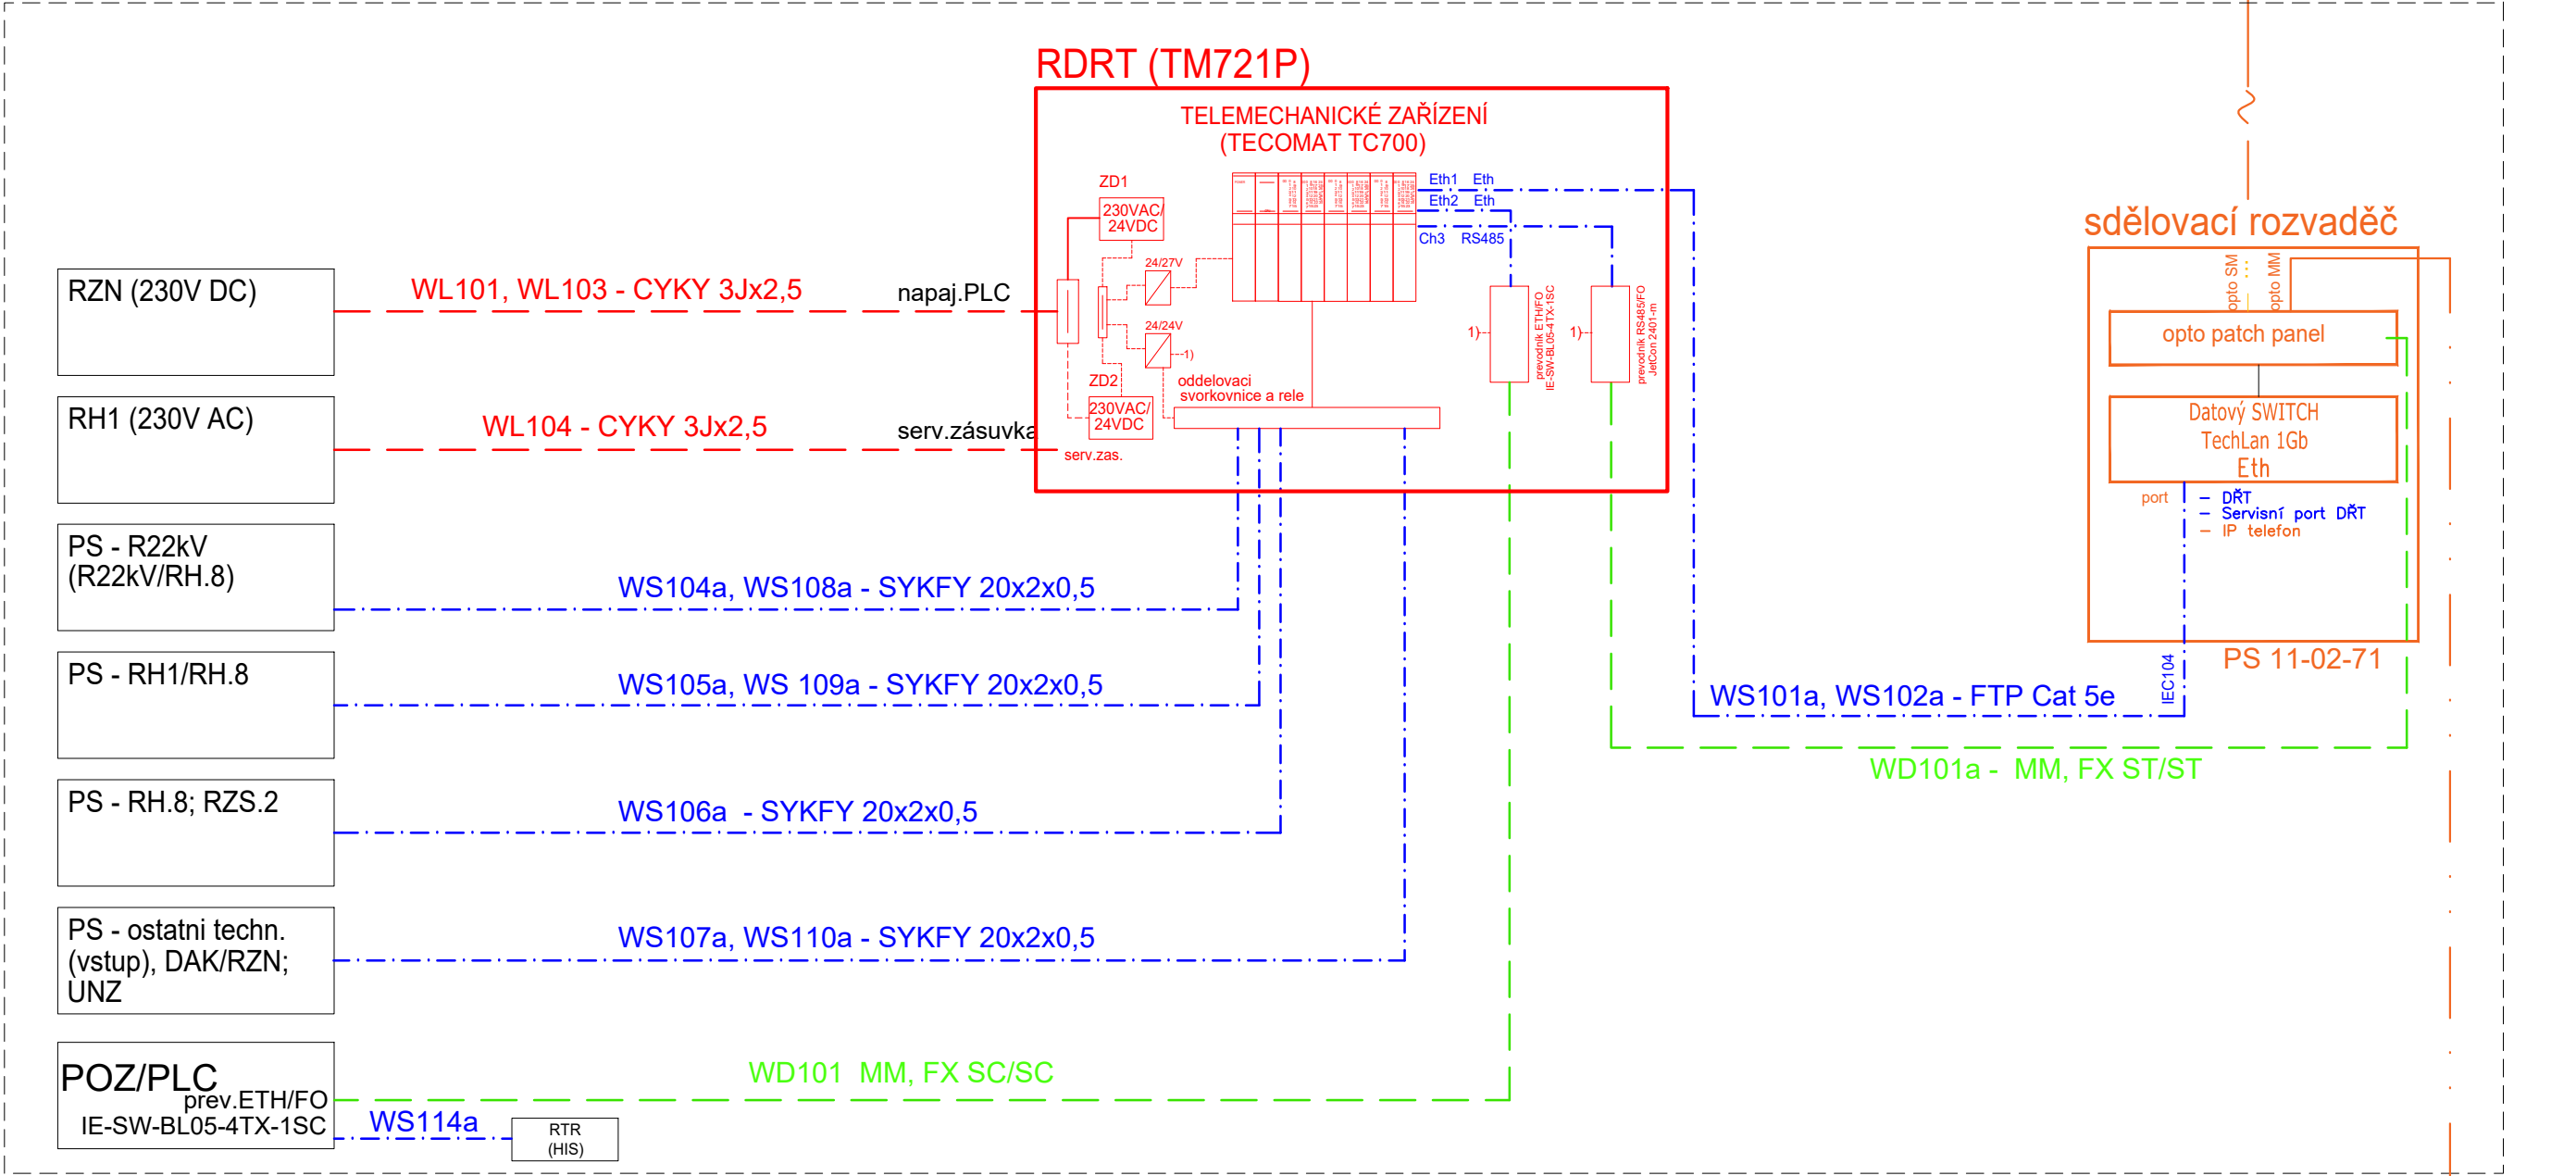 RDRT (TM721P)
TELEMECHANICKÉ ZAŘÍZENÍ
(TECOMAT TC700)
ZD1
230VAC/
24VDC
24/27V
24/24V
1)
ZD2
230VAC/
24VDC
oddelovaci
svorkovnice a rele
serv.zas.
Eth1 Eth
Eth2 Eth
Ch3 RS485
1)
prevodník ETH/FO
IE-SW-BL05-4TX-1SC
1)
prevodník RS485/FO
JetCon 2401-m
sdělovací rozvaděč
opto SM
opto MM
opto patch panel
Datový SWITCH
TechLan 1Gb
Eth
port
– DŘT
– Servisní port DŘT
– IP telefon
PS 11-02-71
IEC104
WS101a, WS102a - FTP Cat 5e
WD101a - MM, FX ST/ST
RZN (230V DC)
WL101, WL103 - CYKY 3Jx2,5
napaj.PLC
RH1 (230V AC)
WL104 - CYKY 3Jx2,5
serv.zásuvka
PS - R22kV
(R22kV/RH.8)
WS104a, WS108a - SYKFY 20x2x0,5
PS - RH1/RH.8
WS105a, WS 109a - SYKFY 20x2x0,5
PS - RH.8; RZS.2
WS106a - SYKFY 20x2x0,5
PS - ostatni techn.
(vstup), DAK/RZN;
UNZ
WS107a, WS110a - SYKFY 20x2x0,5
POZ/PLC
prev.ETH/FO
IE-SW-BL05-4TX-1SC
WD101 MM, FX SC/SC
WS114a
RTR
(HIS)